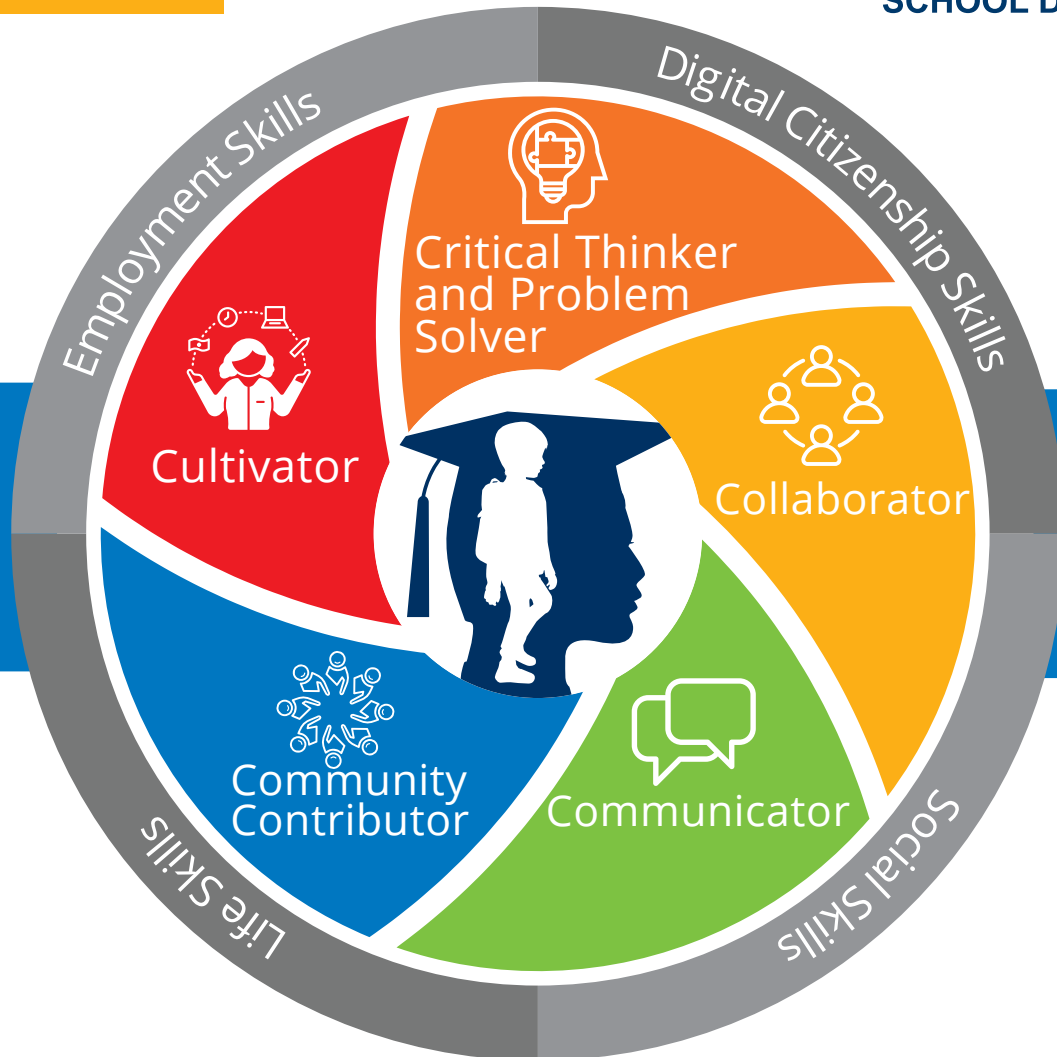 SCHOOL D
Employment Skills
Digital Citizenship Skills
Critical Thinker
and Problem
Solver
Cultivator
Collaborator
Community
Contributor
Communicator
Life Skills
Social Skills